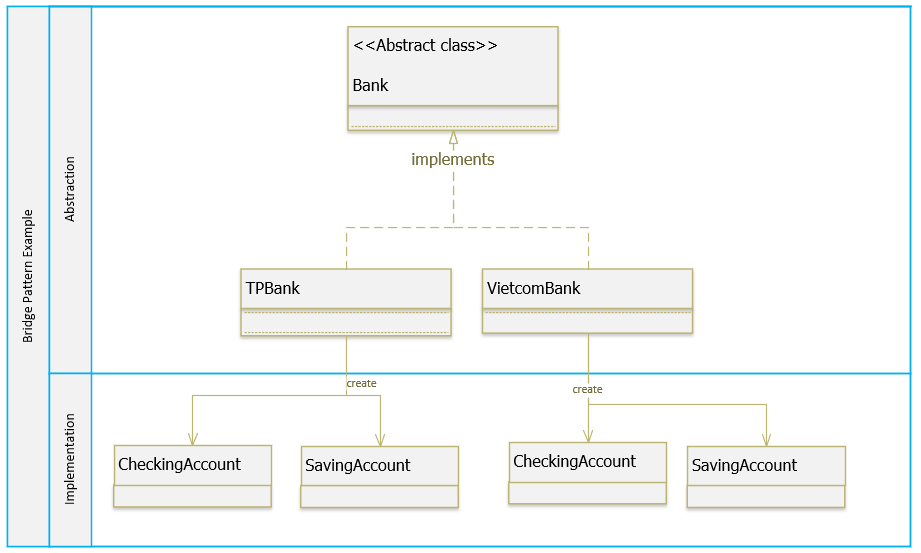 Bridge Pattern Example
Abstraction
<<Abstract class>>
Bank
implements
TPBank
VietcomBank
Implementation
create
create
CheckingAccount
SavingAccount
CheckingAccount
SavingAccount